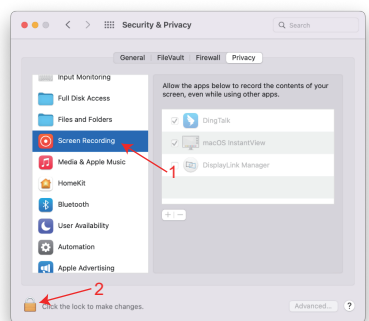 Security & Privacy
Search
General
FileVault
Firewall
Privacy
Input Monitoring
Full Disk Access
Files and Folders
Screen Recording
Media & Apple Music
HomeKit
Bluetooth
User Availability
Automation
Apple Advertising
Allow the apps below to record the contents of your
screen, even while using other apps.
DingTalk
macOS InstantView
DisplayLink Manager
1
+ −
2
Click the lock to make changes.
Advanced...
?